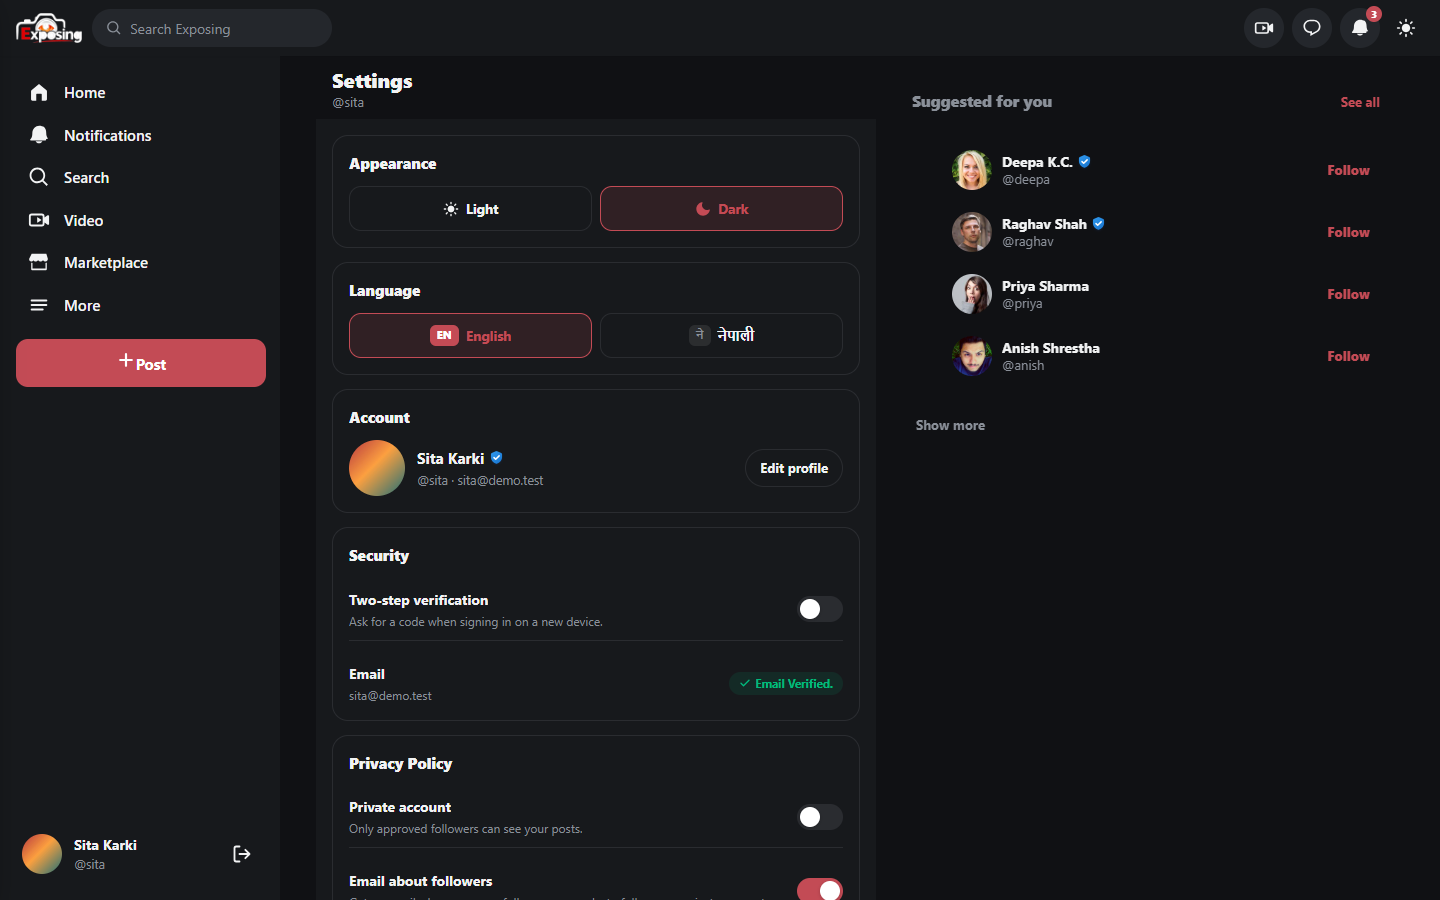 Exposing
Search Exposing
3
Home
Notifications
Search
Video
Marketplace
More
Post
Sita Karki
@sita
Settings
@sita
Appearance
Light
Dark
Language
EN English
ने नेपाली
Account
Sita Karki
@sita · sita@demo.test
Edit profile
Security
Two-step verification
Ask for a code when signing in on a new device.
Email
sita@demo.test
Email Verified.
Privacy Policy
Private account
Only approved followers can see your posts.
Email about followers
Suggested for you
See all
Deepa K.C.
@deepa
Follow
Raghav Shah
@raghav
Follow
Priya Sharma
@priya
Follow
Anish Shrestha
@anish
Follow
Show more